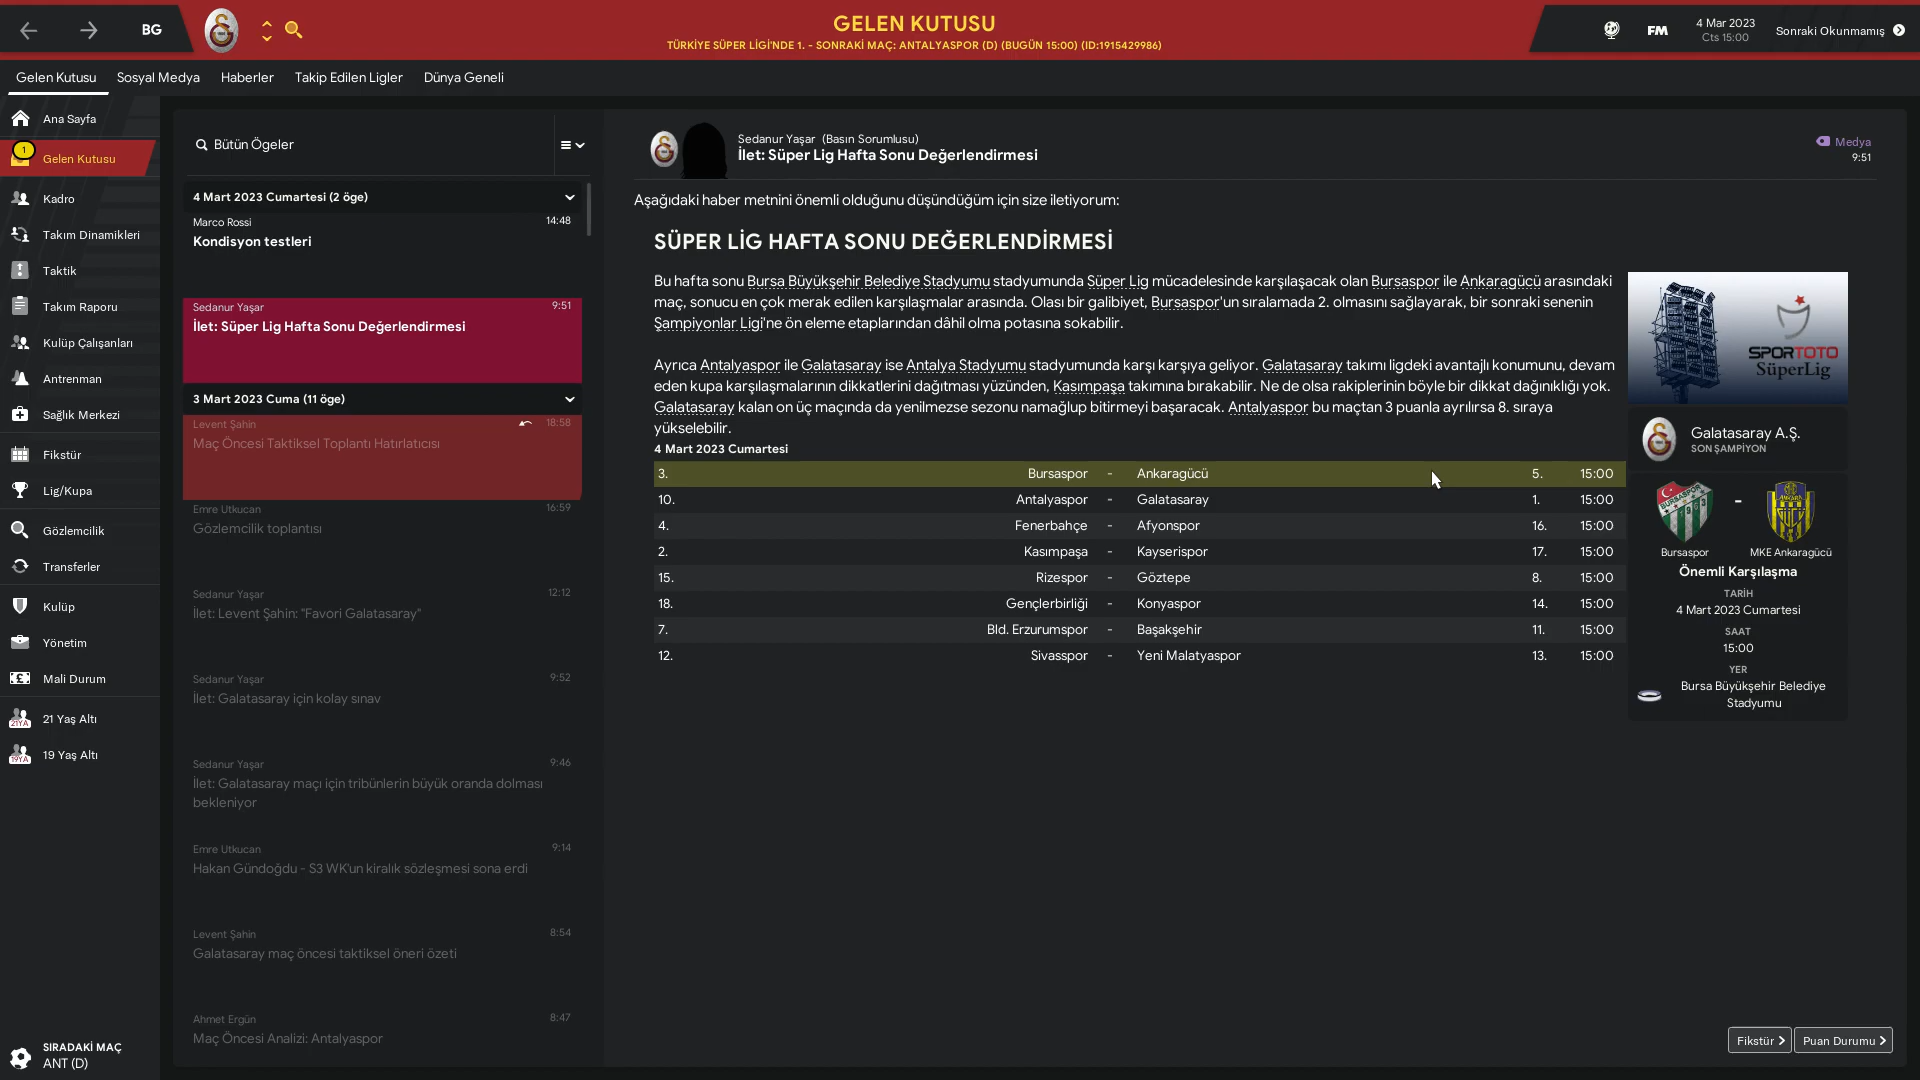 BG
GELEN KUTUSU
TÜRKİYE SÜPER LİGİ'NDE 1. - SONRAKİ MAÇ: ANTALYASPOR (D) (BUGÜN 15:00) (ID:1915429986)
FM
4 Mar 2023
Cts 15:00
Sonraki Okunmamış
Gelen Kutusu
Sosyal Medya
Haberler
Takip Edilen Ligler
Dünya Geneli
Ana Sayfa
1
Gelen Kutusu
Kadro
Takım Dinamikleri
Taktik
Takım Raporu
Kulüp Çalışanları
Antrenman
Sağlık Merkezi
Fikstür
Lig/Kupa
Gözlemcilik
Transferler
Kulüp
Yönetim
Mali Durum
21YA
21 Yaş Altı
19YA
19 Yaş Altı
SIRADAKİ MAÇ
ANT (D)
Bütün Ögeler
4 Mart 2023 Cumartesi (2 öge)
Marco Rossi 14:48
Kondisyon testleri
Sedanur Yaşar 9:51
İlet: Süper Lig Hafta Sonu Değerlendirmesi
3 Mart 2023 Cuma (11 öge)
Levent Şahin 18:58
Maç Öncesi Taktiksel Toplantı Hatırlatıcısı
Emre Utkucan 16:59
Gözlemcilik toplantısı
Sedanur Yaşar 12:12
İlet: Levent Şahin: "Favori Galatasaray"
Sedanur Yaşar 9:52
İlet: Galatasaray için kolay sınav
Sedanur Yaşar 9:46
İlet: Galatasaray maçı için tribünlerin büyük oranda dolması
bekleniyor
Emre Utkucan 9:14
Hakan Gündoğdu - S3 WK'un kiralık sözleşmesi sona erdi
Levent Şahin 8:54
Galatasaray maç öncesi taktiksel öneri özeti
Ahmet Ergün 8:47
Maç Öncesi Analizi: Antalyaspor
Sedanur Yaşar (Basın Sorumlusu)
İlet: Süper Lig Hafta Sonu Değerlendirmesi
Medya
9:51
Aşağıdaki haber metnini önemli olduğunu düşündüğüm için size iletiyorum:
SÜPER LİG HAFTA SONU DEĞERLENDİRMESİ
Bu hafta sonu Bursa Büyükşehir Belediye Stadyumu stadyumunda Süper Lig mücadelesinde karşılaşacak olan Bursaspor ile Ankaragücü arasındaki
maç, sonucu en çok merak edilen karşılaşmalar arasında. Olası bir galibiyet, Bursaspor'un sıralamada 2. olmasını sağlayarak, bir sonraki senenin
Şampiyonlar Ligi'ne ön eleme etaplarından dâhil olma potasına sokabilir.
Ayrıca Antalyaspor ile Galatasaray ise Antalya Stadyumu stadyumunda karşı karşıya geliyor. Galatasaray takımı ligdeki avantajlı konumunu, devam
eden kupa karşılaşmalarının dikkatlerini dağıtması yüzünden, Kasımpaşa takımına bırakabilir. Ne de olsa rakiplerinin böyle bir dikkat dağınıklığı yok.
Galatasaray kalan on üç maçında da yenilmezse sezonu namağlup bitirmeyi başaracak. Antalyaspor bu maçtan 3 puanla ayrılırsa 8. sıraya
yükselebilir.
4 Mart 2023 Cumartesi
3. Bursaspor - Ankaragücü 5. 15:00
10. Antalyaspor - Galatasaray 1. 15:00
4. Fenerbahçe - Afyonspor 16. 15:00
2. Kasımpaşa - Kayserispor 17. 15:00
15. Rizespor - Göztepe 8. 15:00
18. Gençlerbirliği - Konyaspor 14. 15:00
7. Bld. Erzurumspor - Başakşehir 11. 15:00
12. Sivasspor - Yeni Malatyaspor 13. 15:00
SPORTOTO
SüperLig
Galatasaray A.Ş.
SON ŞAMPİYON
-
Bursaspor
MKE Ankaragücü
Önemli Karşılaşma
TARİH
4 Mart 2023 Cumartesi
SAAT
15:00
YER
Bursa Büyükşehir Belediye
Stadyumu
Fikstür
Puan Durumu